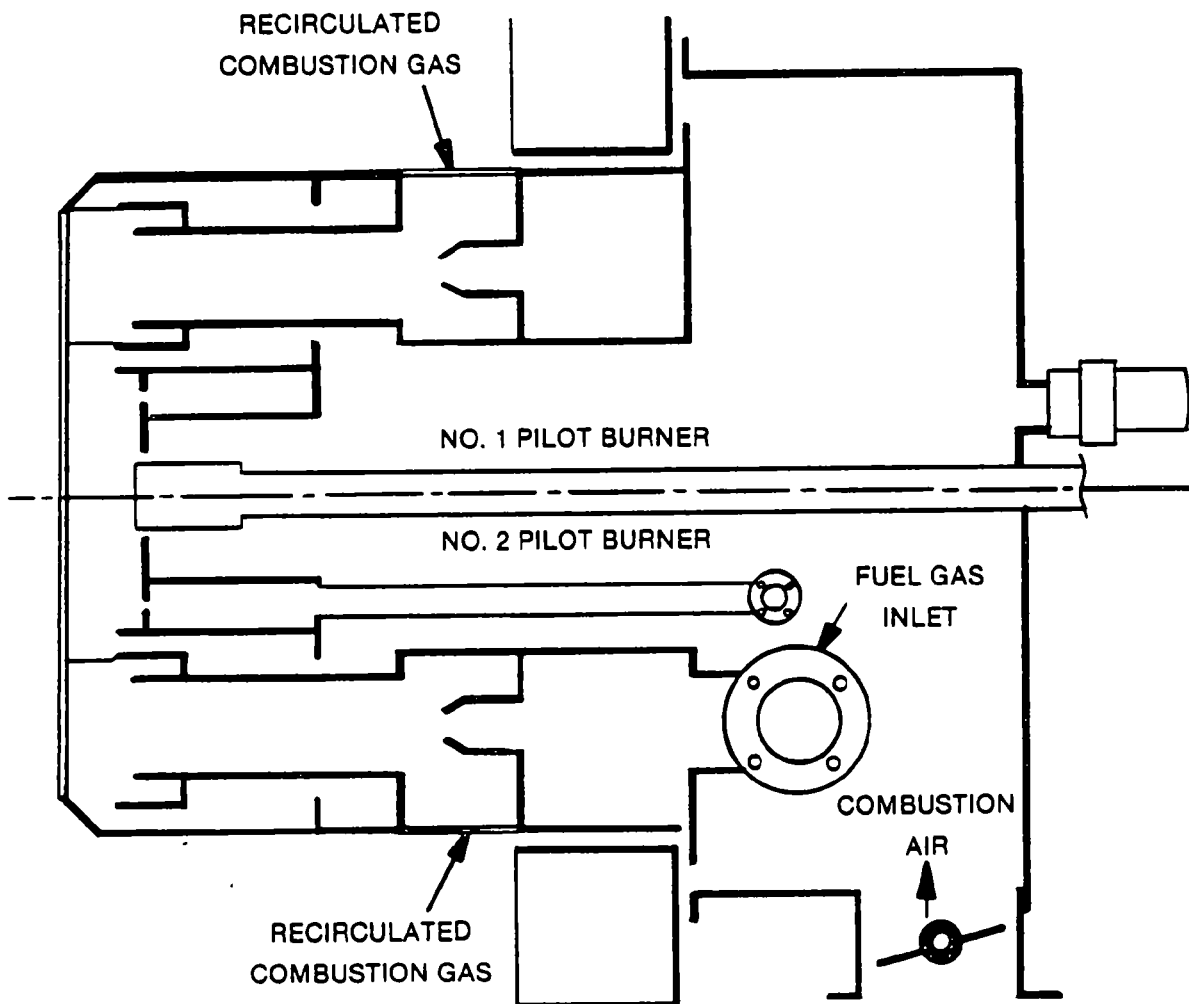 RECIRCULATED
COMBUSTION GAS
NO. 1 PILOT BURNER
NO. 2 PILOT BURNER
FUEL GAS
INLET
COMBUSTION
AIR
RECIRCULATED
COMBUSTION GAS